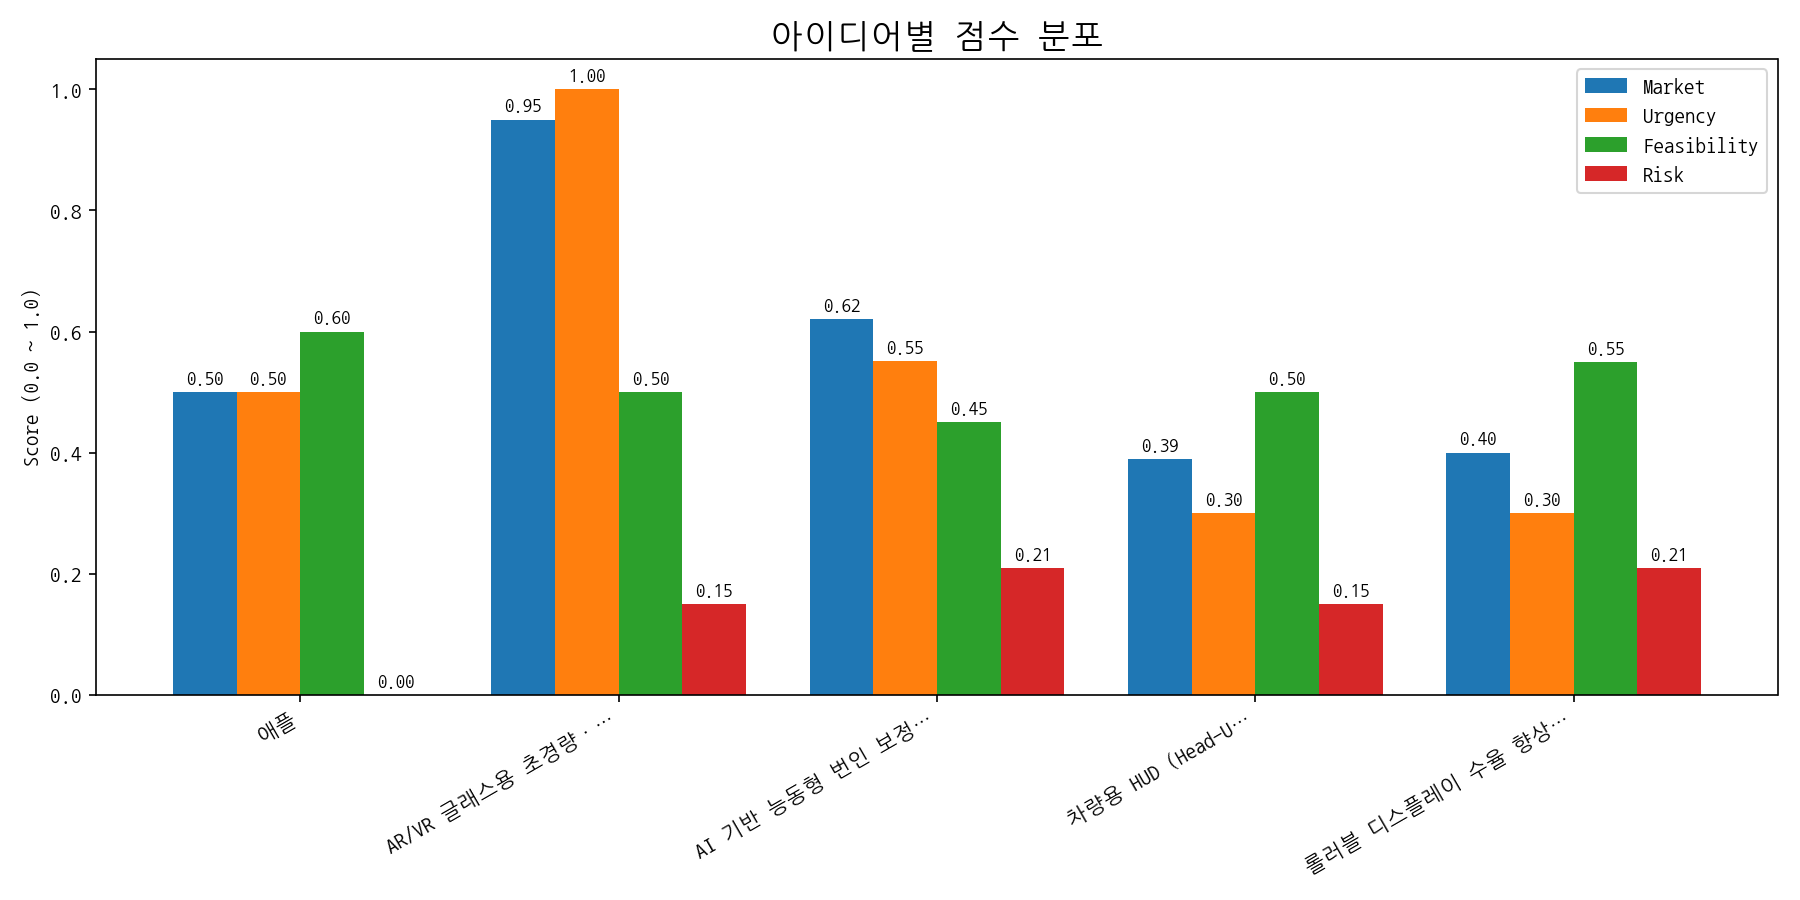 아이디어별 점수 분포
Market
Urgency
Feasibility
Risk
Score (0.0 ~ 1.0)
1.0
0.8
0.6
0.4
0.2
0.0
0.50 0.50 0.60 0.00
0.95 1.00 0.50 0.15
0.62 0.55 0.45 0.21
0.39 0.30 0.50 0.15
0.40 0.30 0.55 0.21
애플
AR/VR 글래스용 초경량·…
AI 기반 능동형 번인 보정…
차량용 HUD (Head-U…
롤러블 디스플레이 수율 향상…